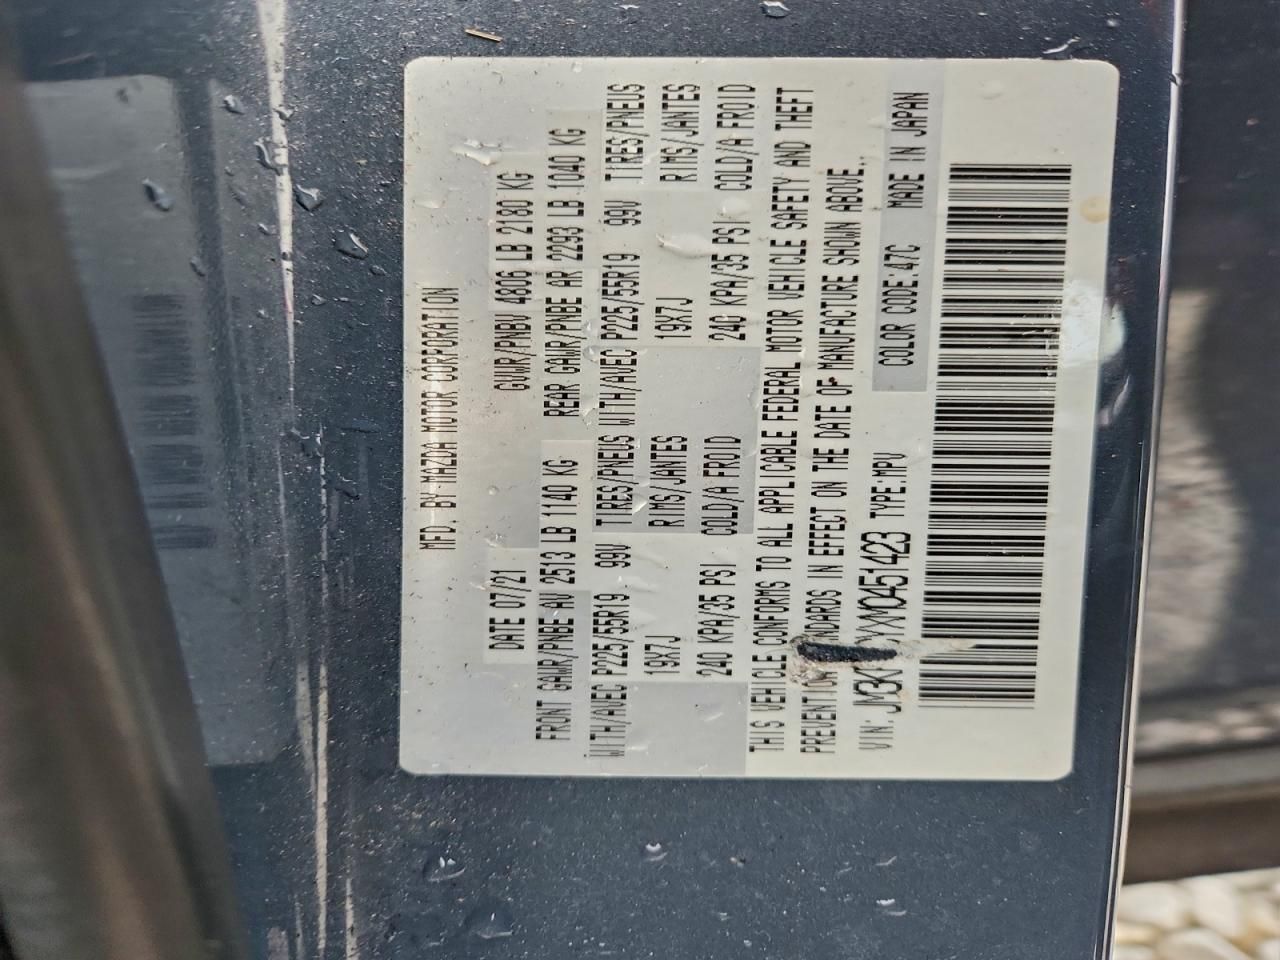 MFD. BY MAZDA MOTOR CORPORATION
DATE 07/21 GVWR/PNBV 4806 LB 2180 KG
FRONT GAWR/PNBE AV 2513 LB 1140 KG REAR GAWR/PNBE AR 2293 LB 1040 KG
WITH/AVEC P225/55R19 99V TIRES/PNEUS WITH/AVEC P225/55R19 99V TIRES/PNEUS
19X7J RIMS/JANTES 19X7J RIMS/JANTES
240 KPA/35 PSI COLD/A FROID 240 KPA/35 PSI COLD/A FROID
THIS VEHICLE CONFORMS TO ALL APPLICABLE FEDERAL MOTOR VEHICLE SAFETY AND THEFT
PREVENTION IN EFFECT ON THE DATE OF MANUFACTURE SHOWN ABOVE.
VIN: TYPE:MPV COLOR CODE:47C MADE IN JAPAN